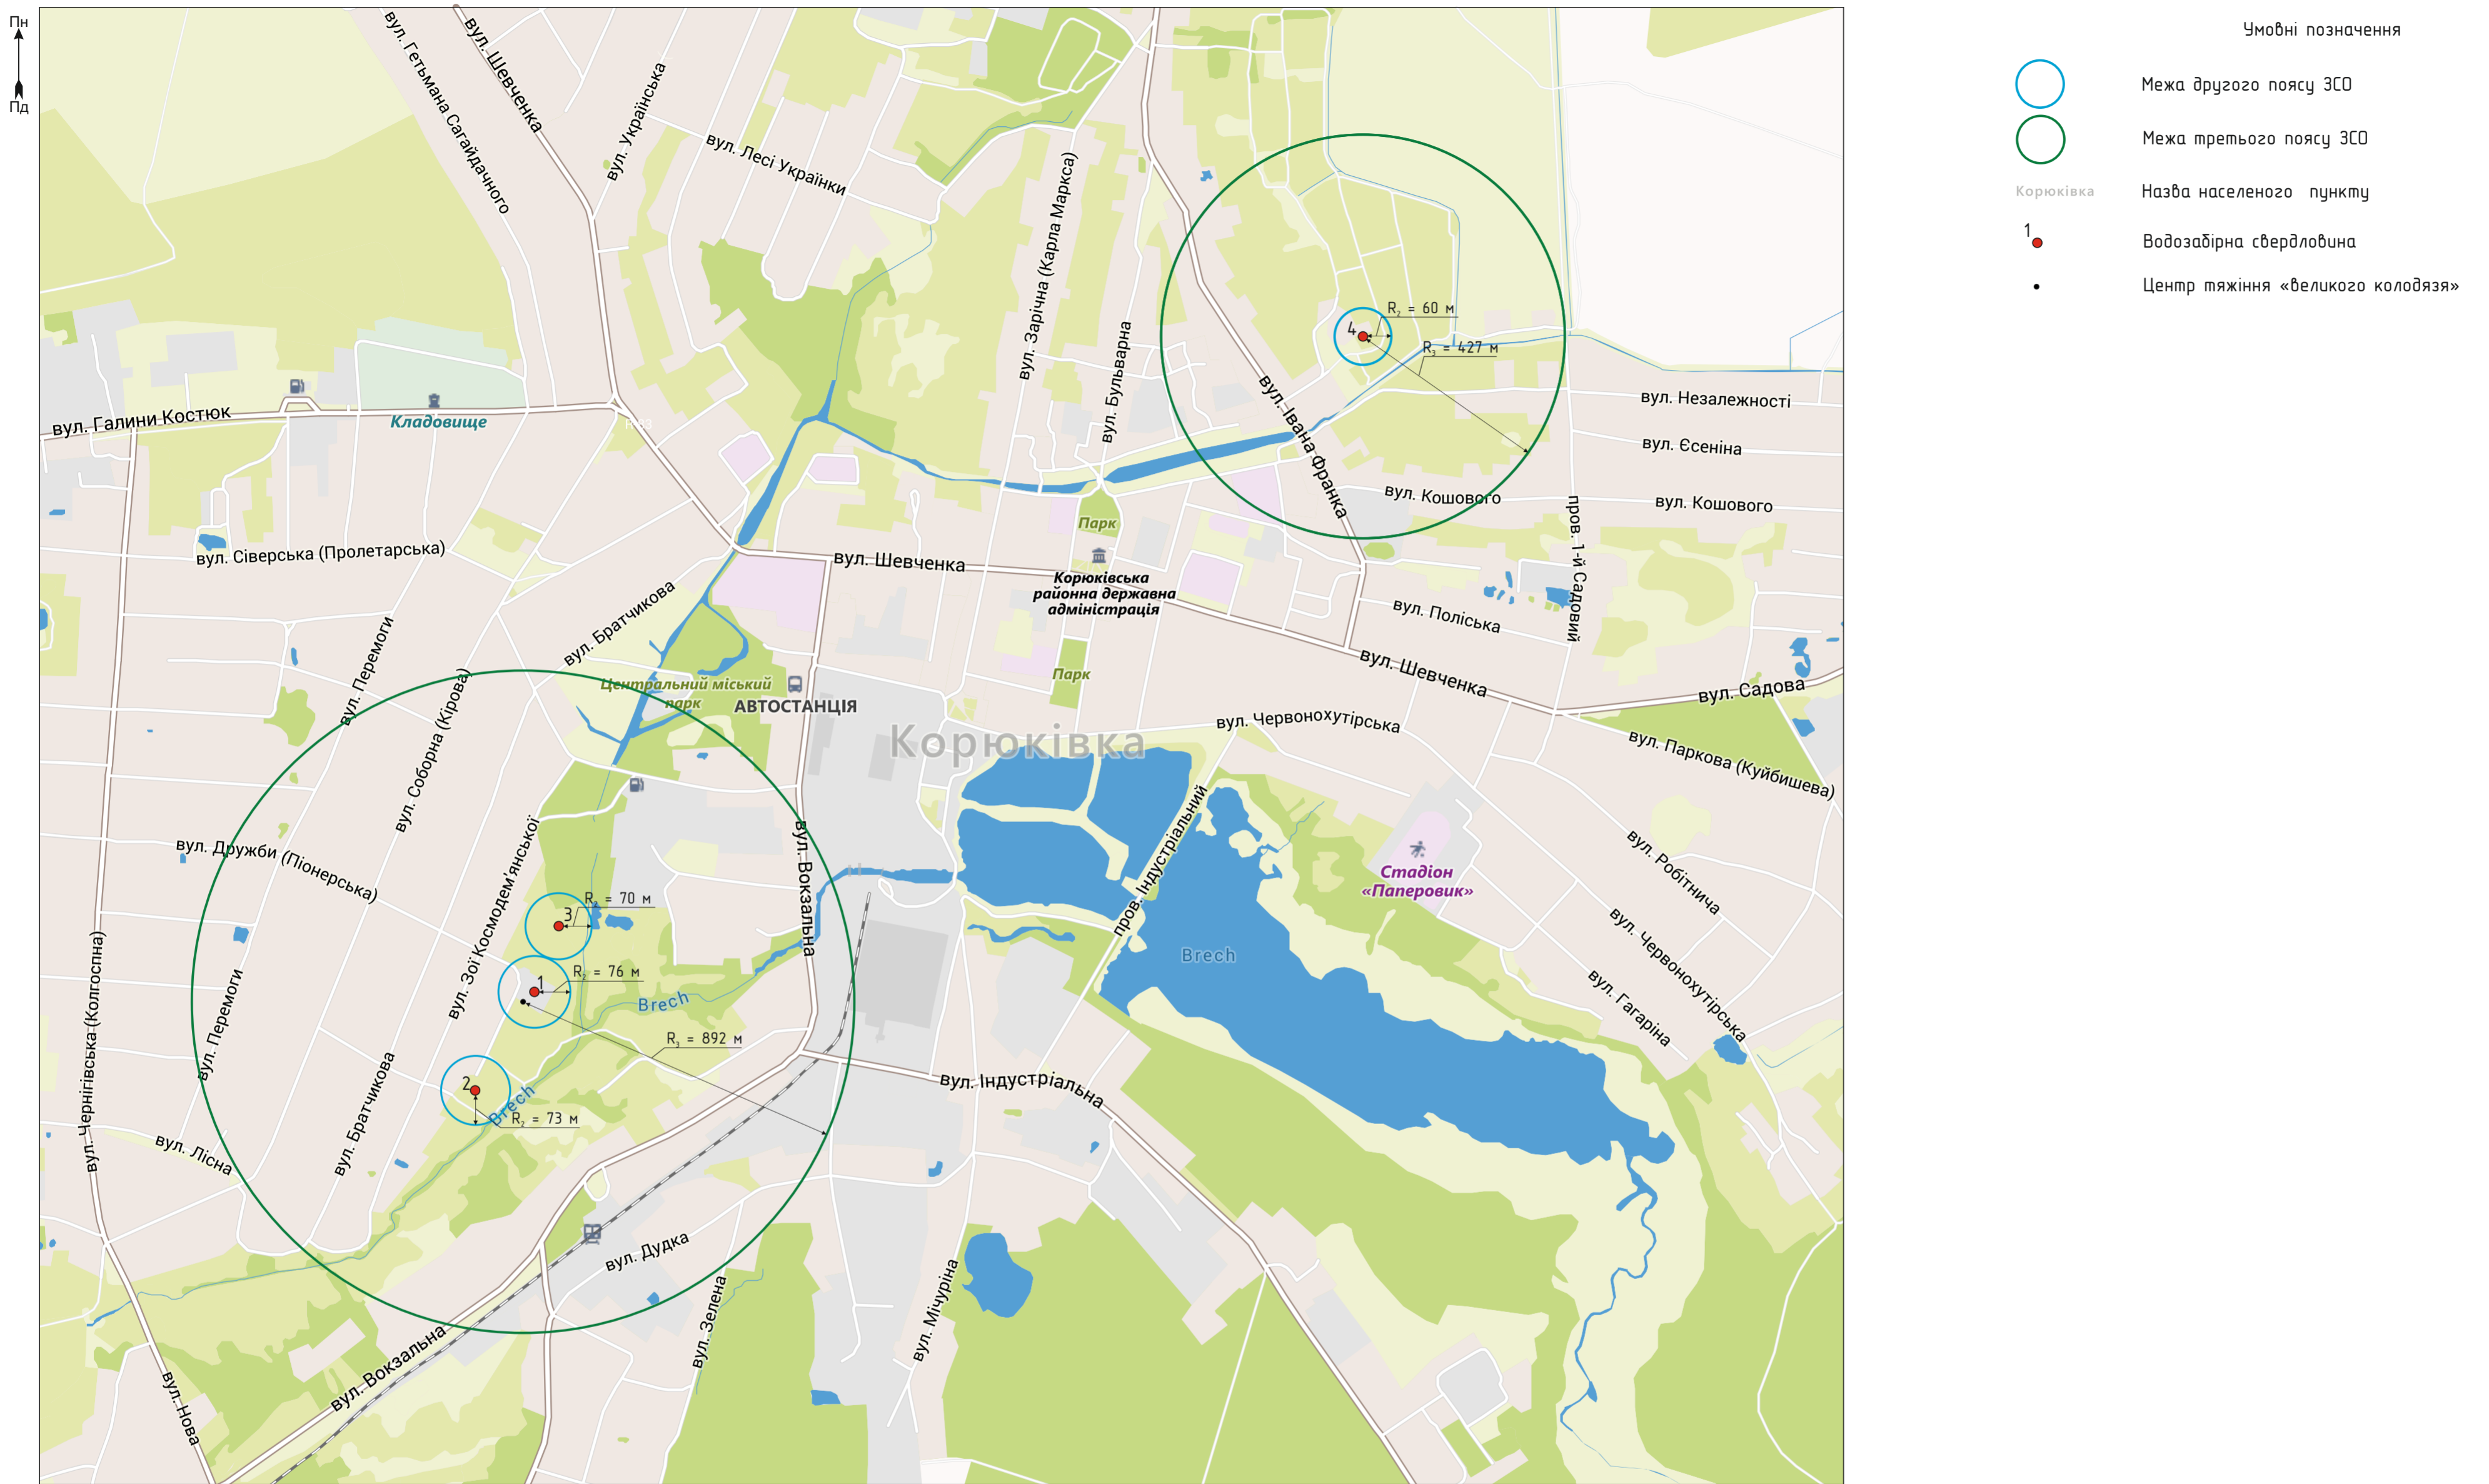 Пн
Пд
Умовні позначення
Межа другого поясу ЗСО
Межа третього поясу ЗСО
Корюківка
Назва населеного пункту
1
Водозабірна свердловина
Центр тяжіння «великого колодязя»
вул. Гетьмана Сагайдачного
вул. Шевченка
вул. Українська
вул. Лесі Українки
вул. Зарічна (Карла Маркса)
вул. Бульварна
вул. Івана Франка
4
R₂ = 60 м
R₃ = 427 м
вул. Незалежності
вул. Єсеніна
вул. Кошового
вул. Кошового
пров. 1-й Садовий
вул. Галини Костюк
Кладовище
вул. Сіверська (Пролетарська)
вул. Шевченка
Парк
Корюківська
районна державна
адміністрація
вул. Поліська
вул. Шевченка
вул. Садова
вул. Братчикова
вул. Перемоги
вул. Соборна (Кірова)
Центральний міський
парк
АВТОСТАНЦІЯ
Парк
Корюківка
вул. Червонохутірська
вул. Паркова (Куйбишева)
вул. Дружби (Піонерська)
вул. Зої Космодем'янської
вул. Вокзальна
пров. Індустріальний
Стадіон
«Паперовик»
вул. Робітнича
вул. Червонохутірська
вул. Гагаріна
3
R₂ = 70 м
1
R₂ = 76 м
Brech
Brech
R₃ = 892 м
2
Brech
R₂ = 73 м
вул. Чернігівська (Колгоспна)
вул. Перемоги
вул. Братчикова
вул. Лісна
вул. Індустріальна
вул. Дудка
вул. Зелена
вул. Мічуріна
вул. Вокзальна
вул. Нова